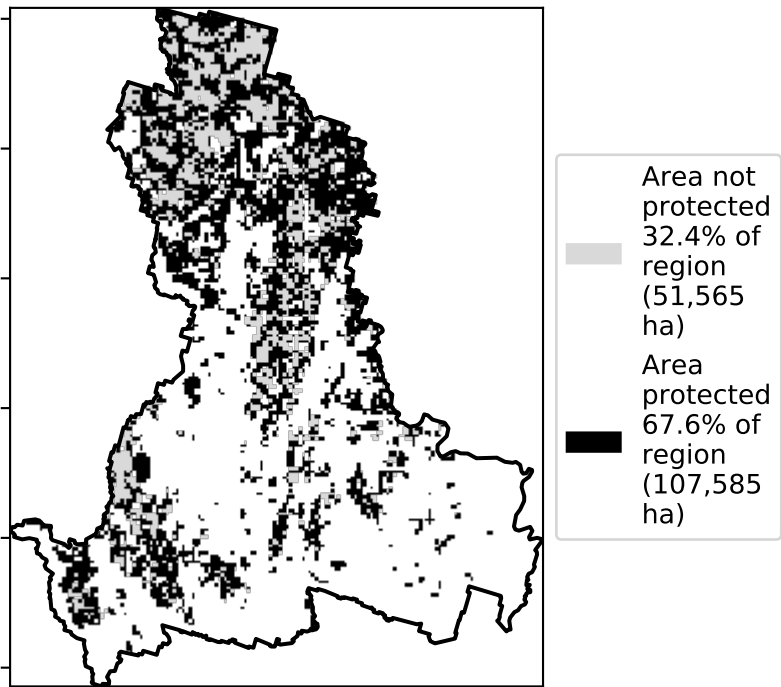 Area not
protected
32.4% of
region
(51,565
ha)
Area
protected
67.6% of
region
(107,585
ha)